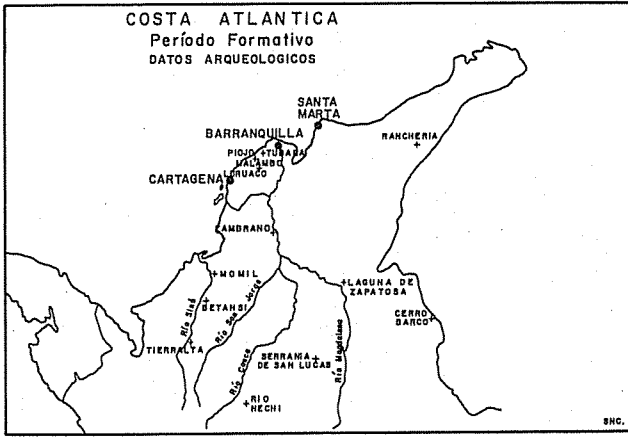 COSTA ATLANTICA
Período Formativo
DATOS ARQUEOLOGICOS
SANTA
MARTA
BARRANQUILLA
RANCHERIA
PIOJO
TUBARA
MALAMBO
LURUACO
CARTAGENA
ZAMBRANO
MOMIL
LAGUNA DE
ZAPATOSA
BETANSI
Río Sinú
Río San Jorge
CERRO
BARCO
TIERRALTA
SERRANIA
DE SAN LUCAS
Río Magdalena
Río Cauca
RIO
NECHI